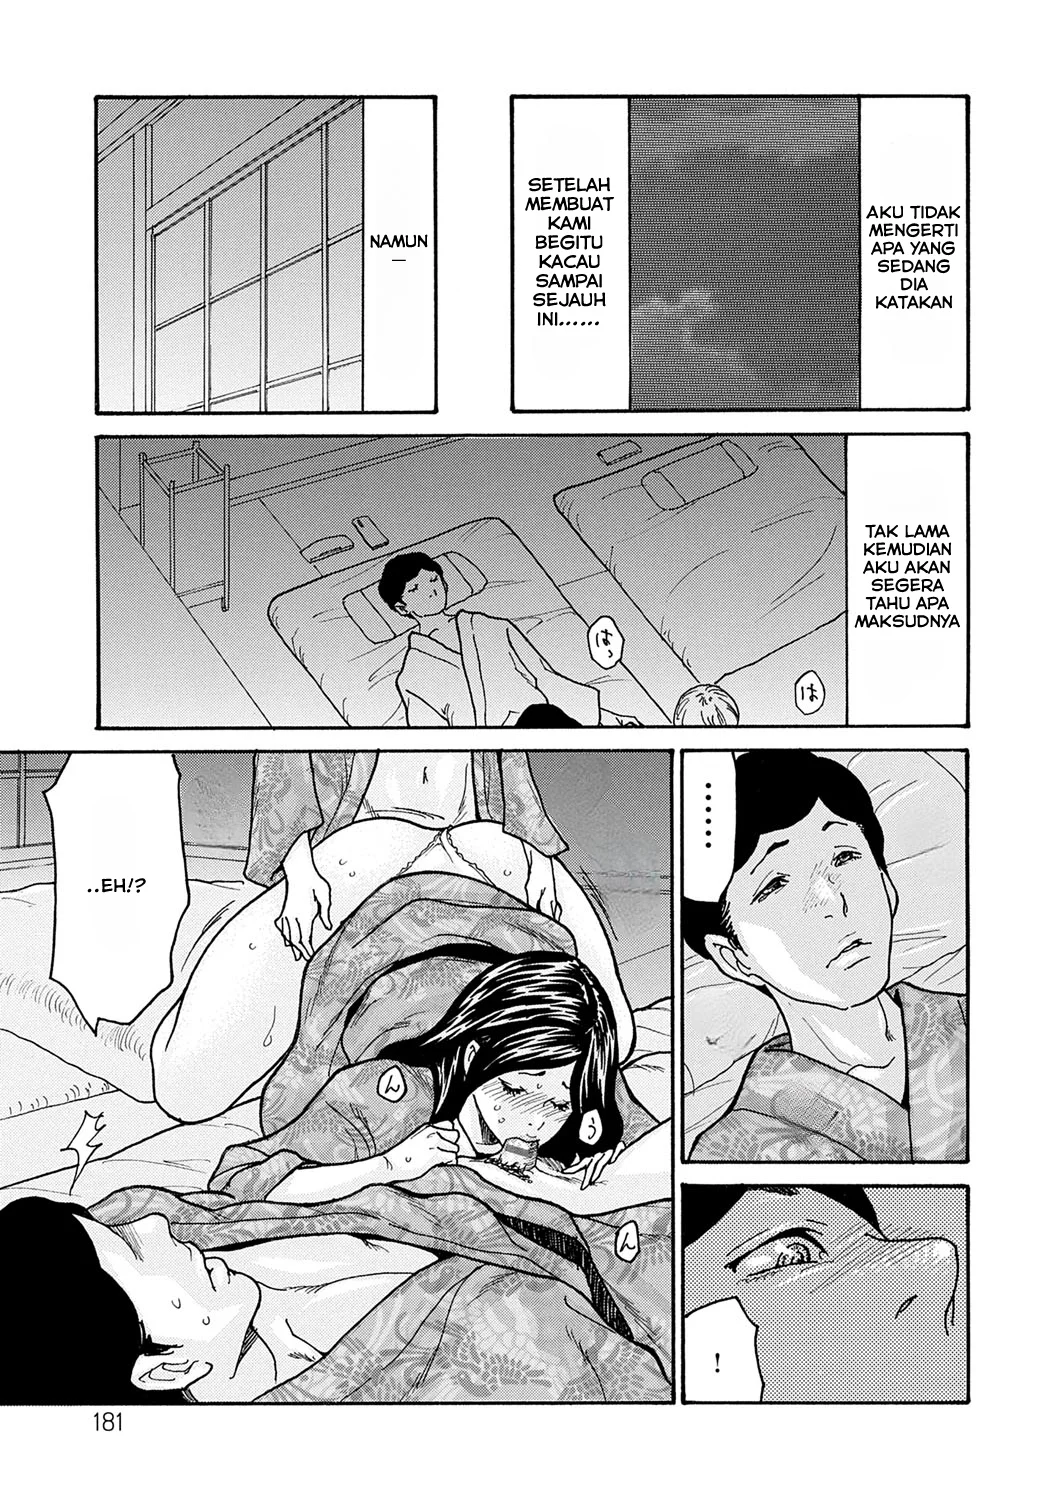 AKU TIDAK
MENGERTI
APA YANG
SEDANG
DIA
KATAKAN
SETELAH
MEMBUAT
KAMI
BEGITU
KACAU
SAMPAI
SEJAUH
INI......
NAMUN
—
TAK LAMA
KEMUDIAN
AKU AKAN
SEGERA
TAHU APA
MAKSUDNYA
はっ
は
.......
!
..EH!?
ん
う
ん
181